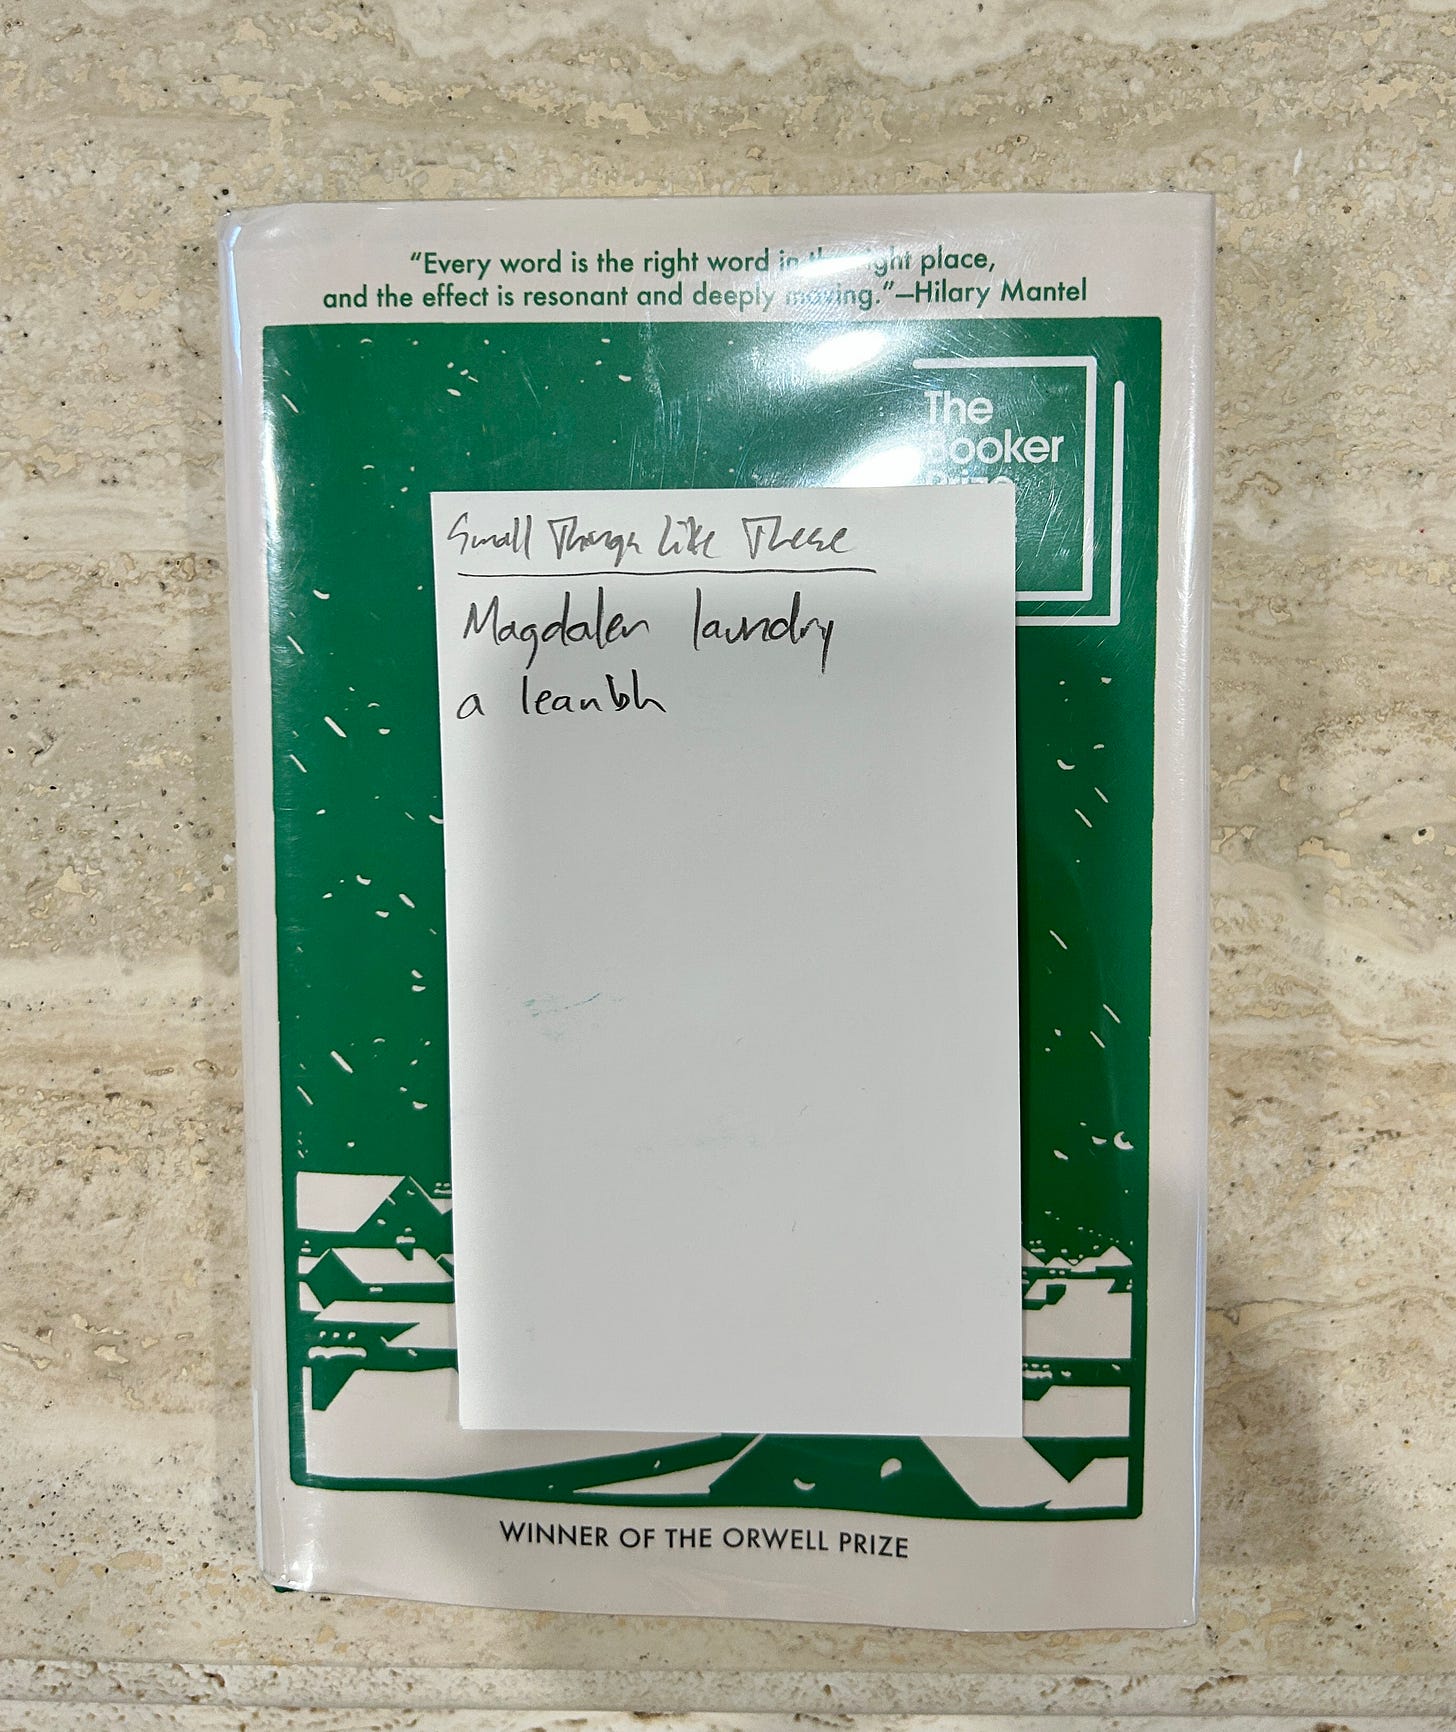 “Every word is the right word in the right place,
and the effect is resonant and deeply moving.”—Hilary Mantel
The
Booker
Prize
Small Things Like These
Magdalen laundry
a leanbh
WINNER OF THE ORWELL PRIZE